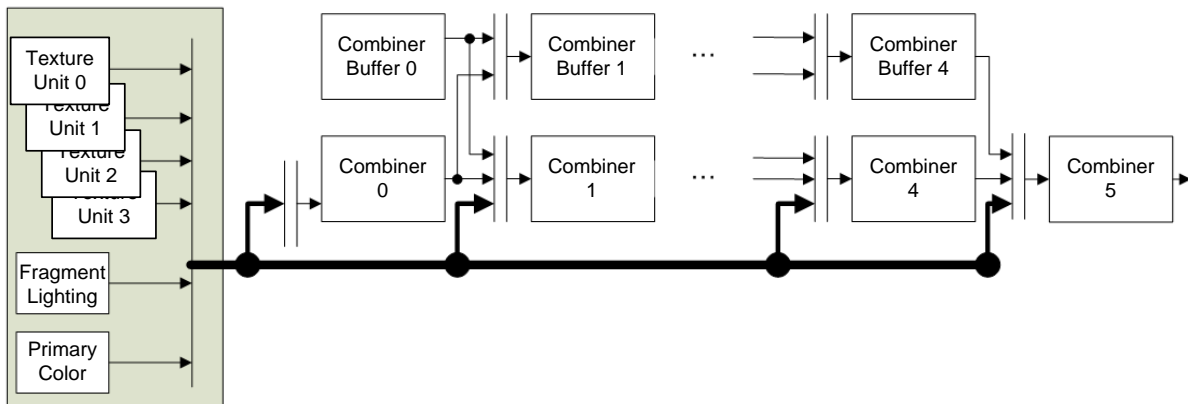 Texture
Unit 0
Texture
Unit 1
Texture
Unit 2
Texture
Unit 3
Fragment
Lighting
Primary
Color
Combiner
Buffer 0
Combiner
Buffer 1
...
Combiner
Buffer 4
Combiner
0
Combiner
1
...
Combiner
4
Combiner
5